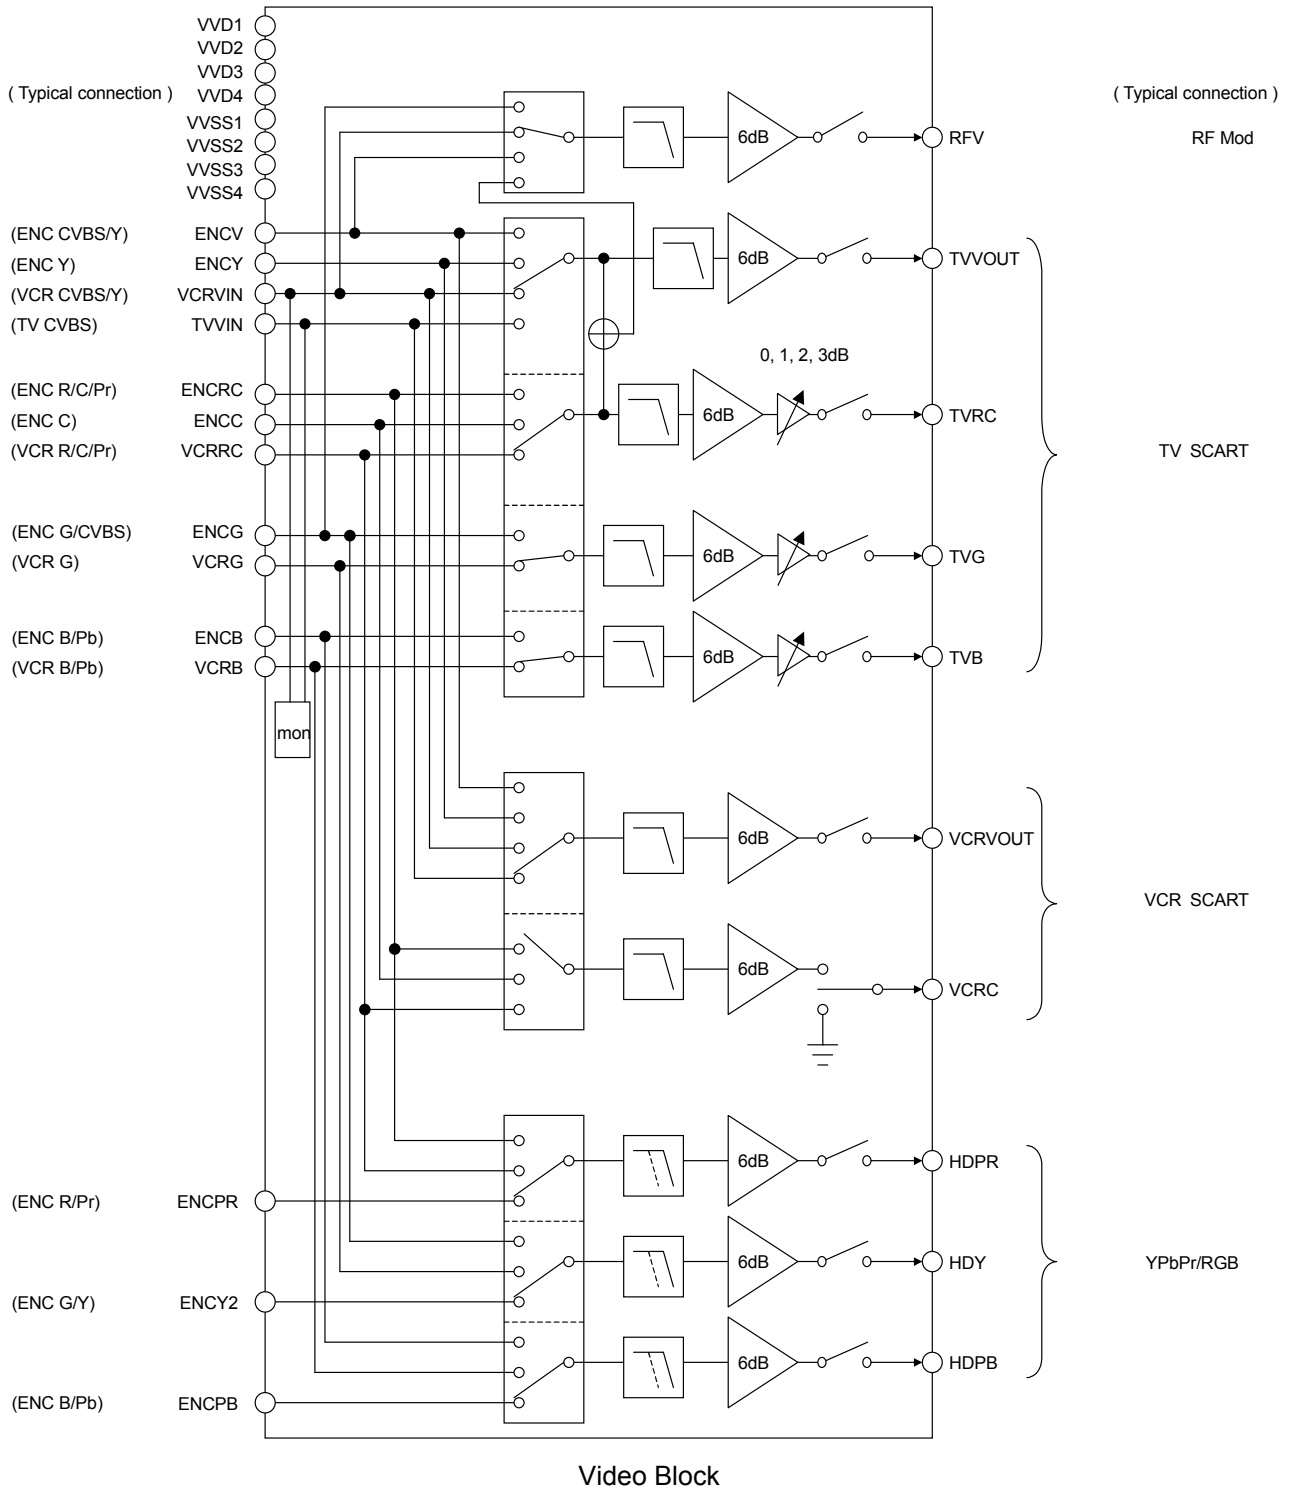 VVD1
VVD2
VVD3
( Typical connection ) VVD4 ( Typical connection )
VVSS1
6dB RFV RF Mod
VVSS2
VVSS3
VVSS4
(ENC CVBS/Y) ENCV
6dB TVVOUT
(ENC Y) ENCY
(VCR CVBS/Y) VCRVIN
(TV CVBS) TVVIN
0, 1, 2, 3dB
(ENC R/C/Pr) ENCRC
6dB TVRC
(ENC C) ENCC
(VCR R/C/Pr) VCRRC TV SCART
(ENC G/CVBS) ENCG
6dB TVG
(VCR G) VCRG
(ENC B/Pb) ENCB
6dB TVB
(VCR B/Pb) VCRB
mon
6dB VCRVOUT
VCR SCART
6dB
VCRC
6dB HDPR
(ENC R/Pr) ENCPR
6dB HDY YPbPr/RGB
(ENC G/Y) ENCY2
6dB HDPB
(ENC B/Pb) ENCPB
Video Block